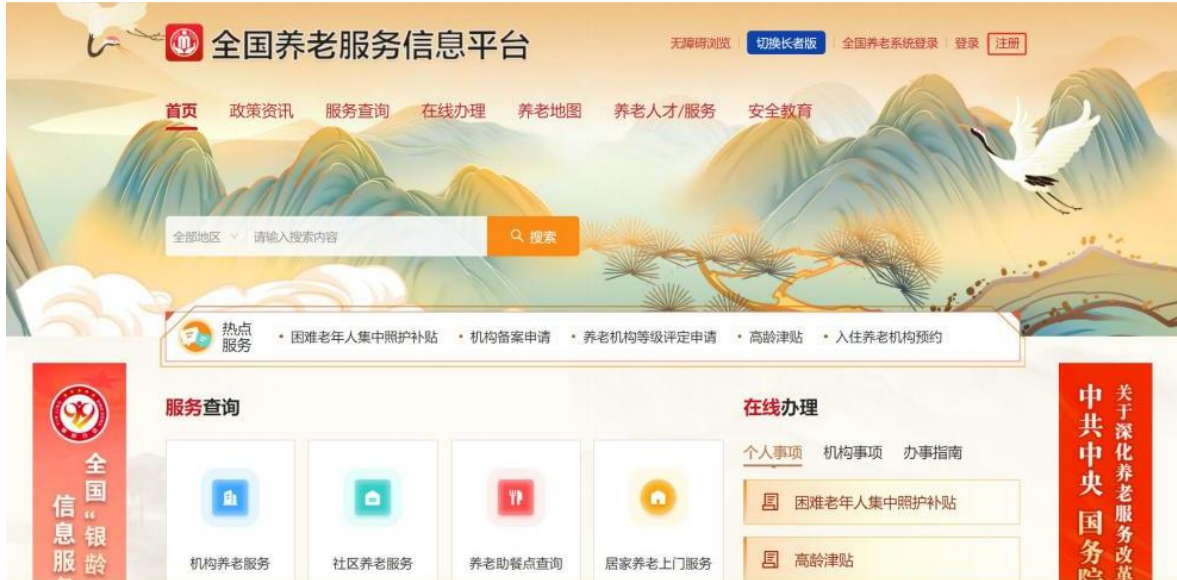 全国养老服务信息平台
无障碍浏览 切换长者版 全国养老系统登录 登录 注册
首页 政策资讯 服务查询 在线办理 养老地图 养老人才/服务 安全教育
全部地区 请输入搜索内容 搜索
热点
服务
· 困难老年人集中照护补贴 · 机构备案申请 · 养老机构等级评定申请 · 高龄津贴 · 入住养老机构预约
全国“银龄
信息服
服务查询
机构养老服务 社区养老服务 养老助餐点查询 居家养老上门服务
在线办理
个人事项 机构事项 办事指南
困难老年人集中照护补贴
高龄津贴
中共中央 国务院
关于深化养老服务改革